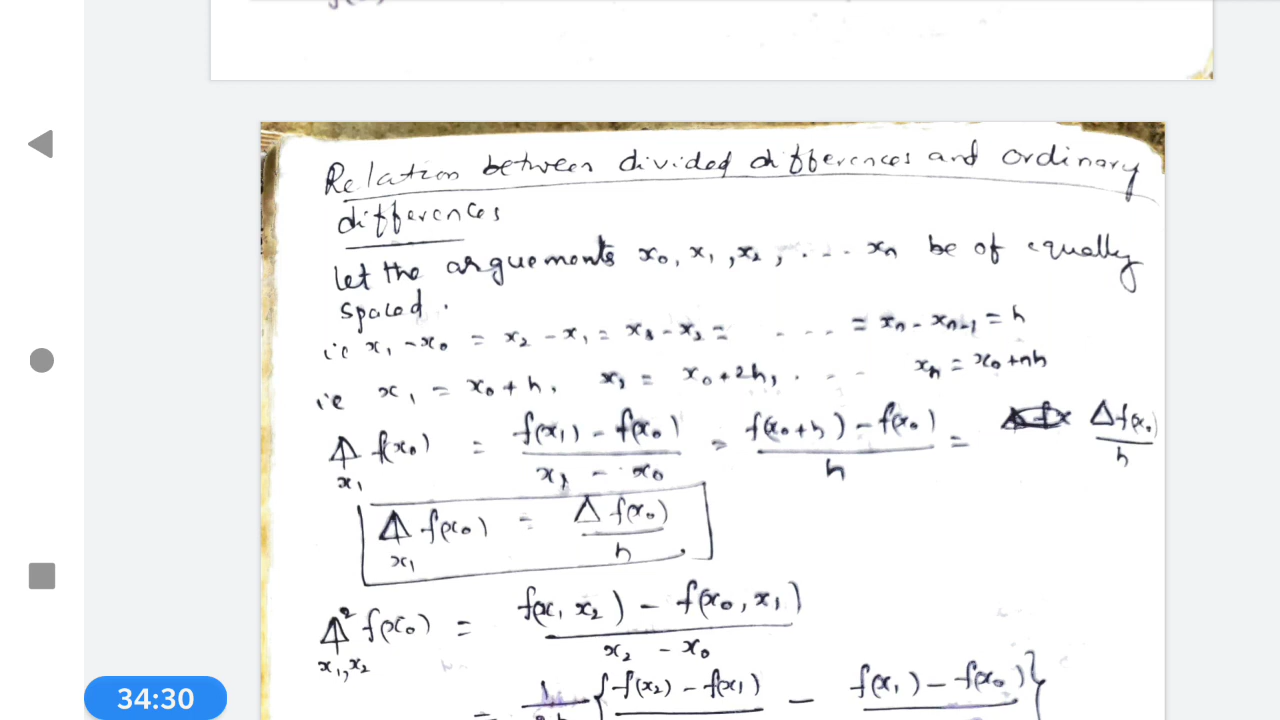 Relation between divided differences and ordinary
differences
Let the arguements x₀, x₁, x₂, .... xₙ be of equally
spaced.
i.e x₁ - x₀ = x₂ - x₁ = x₃ - x₂ = .... = xₙ - xₙ₋₁ = h
i.e x₁ = x₀ + h, x₂ = x₀ + 2h, ... xₙ = x₀ + nh
⍋ f(x₀) = f(x₁) - f(x₀) = f(x₀+h) - f(x₀) = Δf(x₀)
x₁ x₁ - x₀ h h
⍋ f(x₀) = Δ f(x₀)
x₁ h
⍋² f(x₀) = f(x₁, x₂) - f(x₀, x₁)
x₁, x₂ x₂ - x₀
= 1 { f(x₂) - f(x₁) - f(x₁) - f(x₀) }
34:30